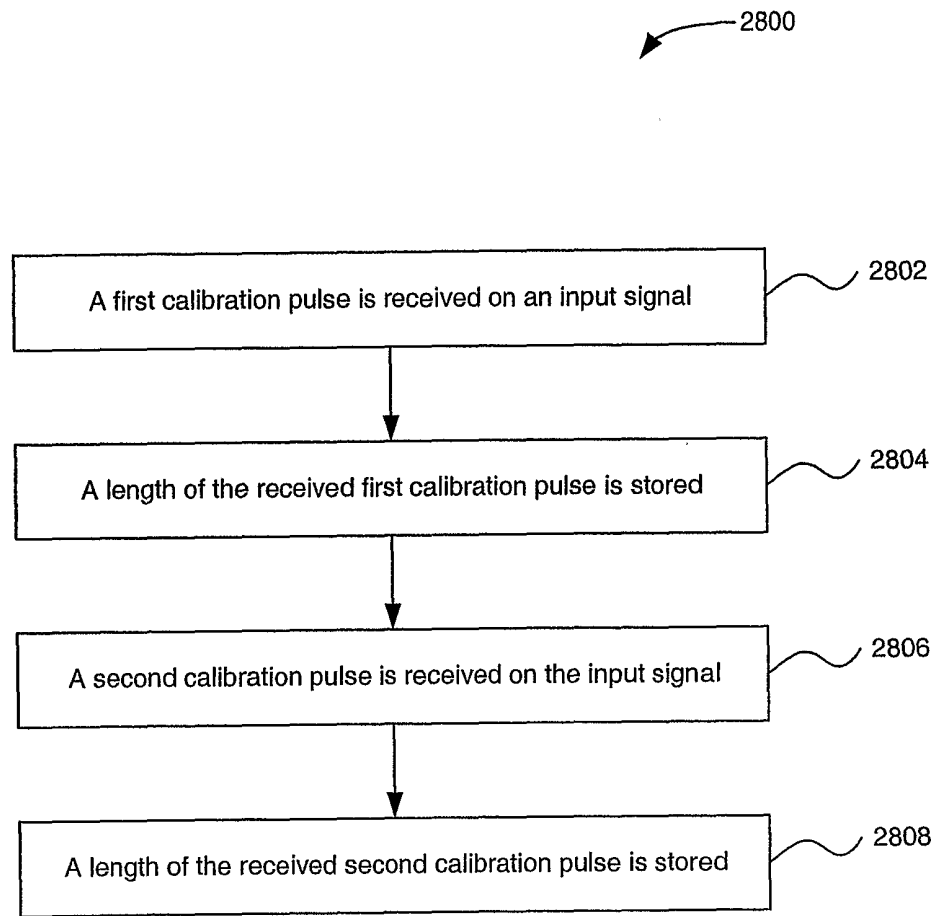 2800
A first calibration pulse is received on an input signal
2802
A length of the received first calibration pulse is stored
2804
A second calibration pulse is received on the input signal
2806
A length of the received second calibration pulse is stored
2808